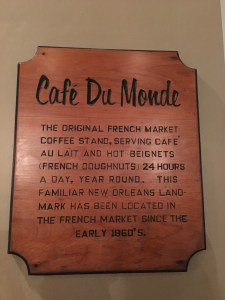 Café Du Monde
THE ORIGINAL FRENCH MARKET
COFFEE STAND, SERVING CAFÉ
AU LAIT AND HOT BEIGNETS
(FRENCH DOUGHNUTS) 24 HOURS
A DAY, YEAR ROUND. THIS
FAMILIAR NEW ORLEANS LAND-
MARK HAS BEEN LOCATED IN
THE FRENCH MARKET SINCE THE
EARLY 1860'S.